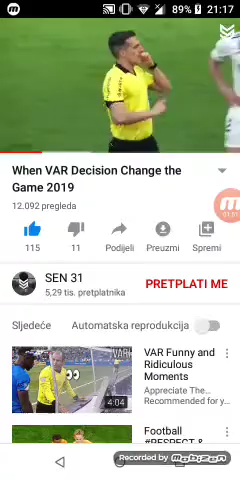 89% 21:17
When VAR Decision Change the
Game 2019
12.092 pregleda
115 11 Podijeli Preuzmi Spremi
SEN 31
5,29 tis. pretplatnika
PRETPLATI ME
Sljedeće Automatska reprodukcija
VAR
4:04
VAR Funny and
Ridiculous
Moments
Appreciate The...
Recommended for y...
Football
#RESPECT &
Recorded by Mobizen